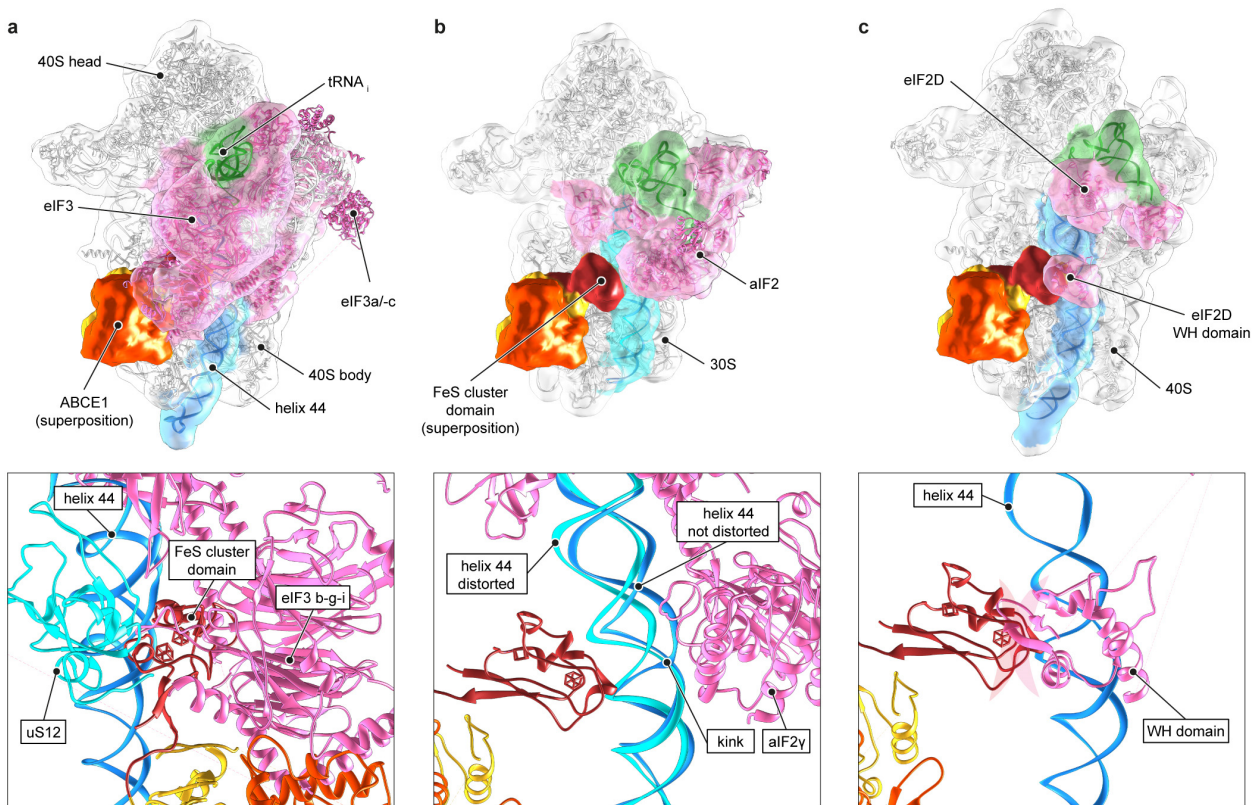 a
40S head
tRNA i
eIF3
eIF3a/-c
40S body
helix 44
ABCE1
(superposition)
b
aIF2
30S
FeS cluster
domain
(superposition)
c
eIF2D
eIF2D
WH domain
40S
helix 44
FeS cluster
domain
eIF3 b-g-i
uS12
helix 44
not distorted
helix 44
distorted
kink
aIF2γ
helix 44
WH domain